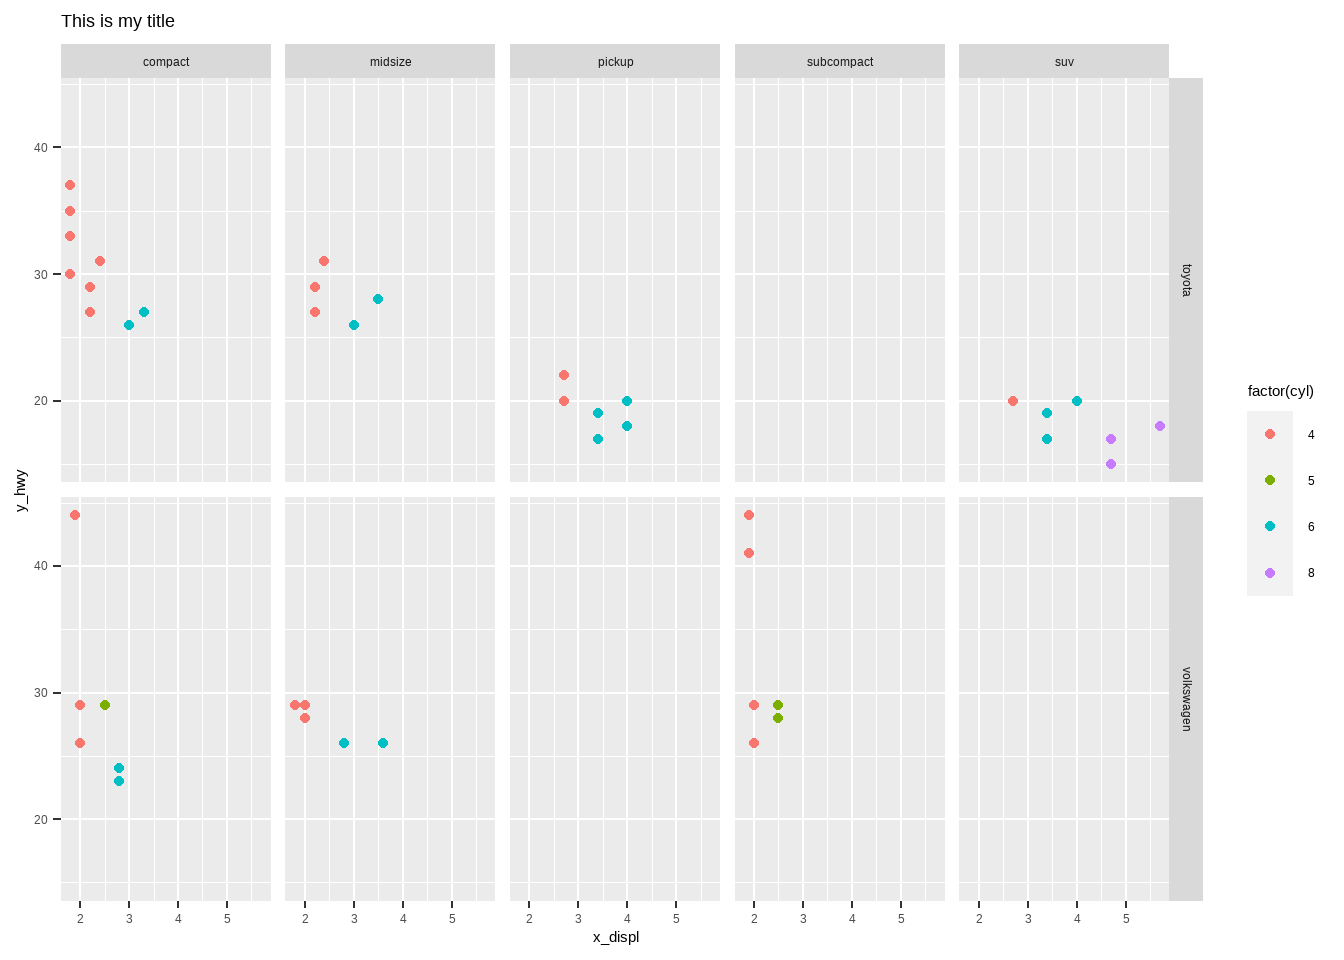 This is my title
compact midsize pickup subcompact suv
40
30
20
toyota
y_hwy
40
30
20
volkswagen
2 3 4 5 2 3 4 5 2 3 4 5 2 3 4 5 2 3 4 5
x_displ
factor(cyl)
4
5
6
8